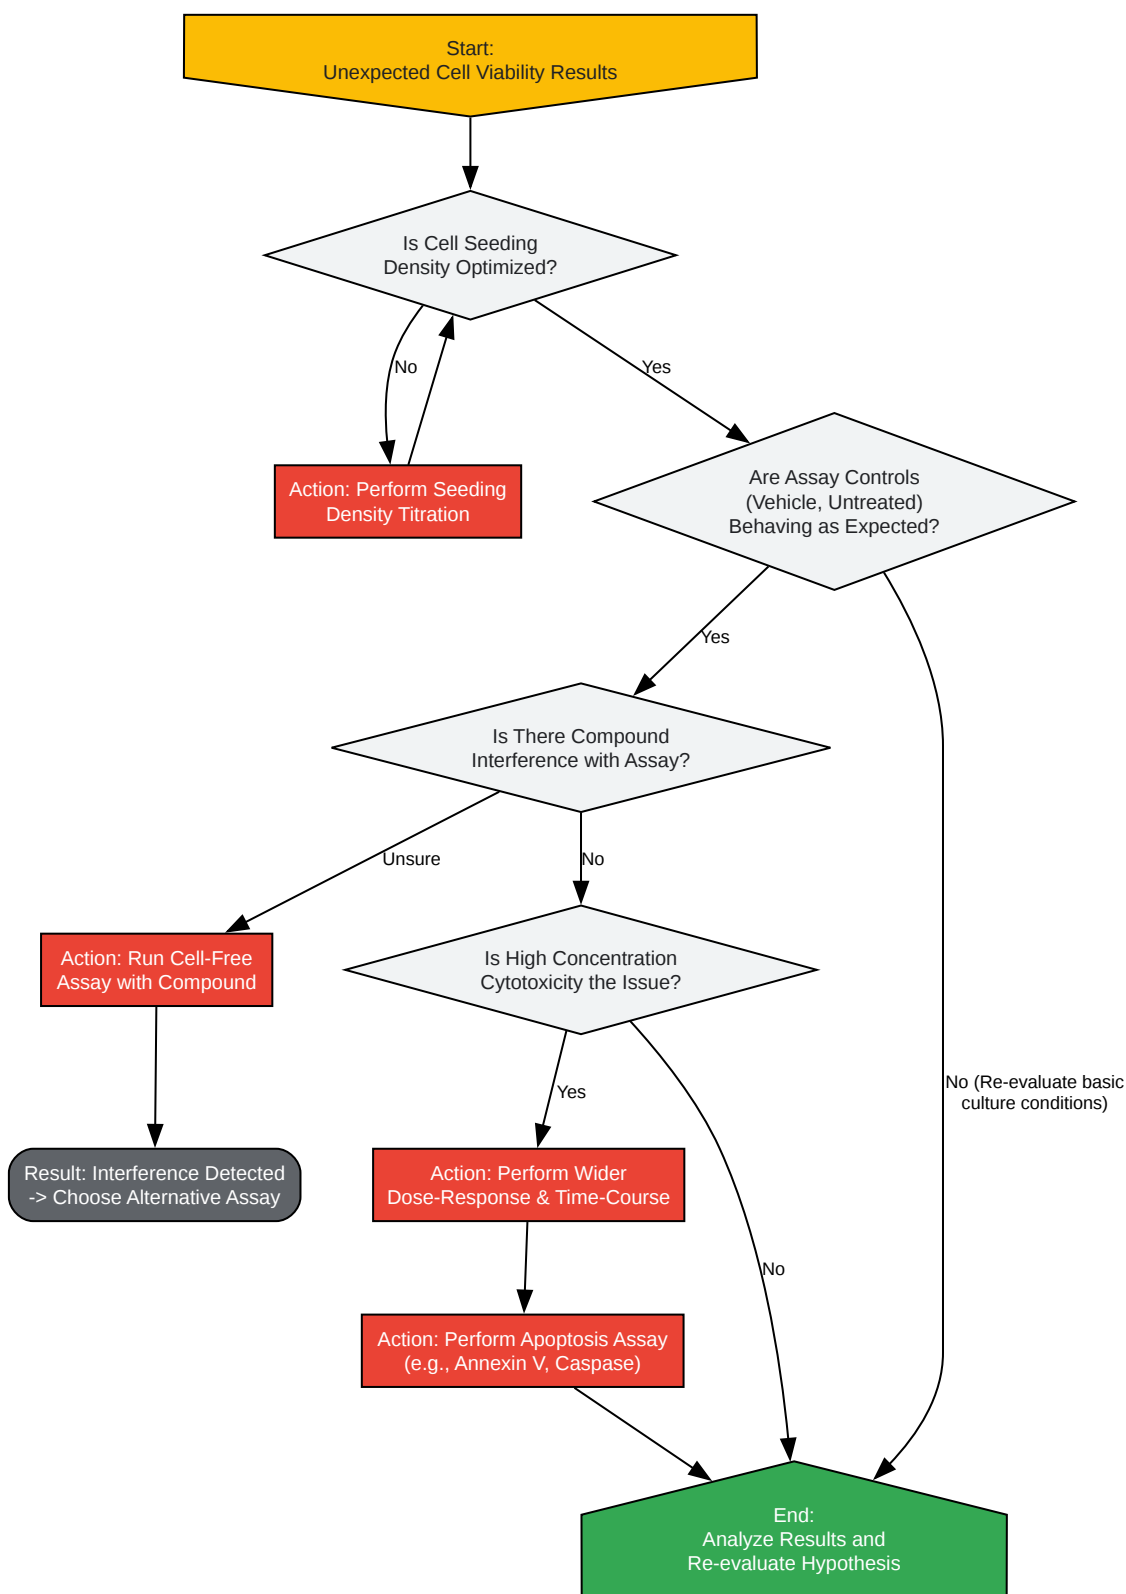 Start:
Unexpected Cell Viability Results
Is Cell Seeding
Density Optimized?
No
Yes
Action: Perform Seeding
Density Titration
Are Assay Controls
(Vehicle, Untreated)
Behaving as Expected?
Yes
Is There Compound
Interference with Assay?
Unsure
No
Action: Run Cell-Free
Assay with Compound
Is High Concentration
Cytotoxicity the Issue?
No (Re-evaluate basic
culture conditions)
Yes
Result: Interference Detected
-> Choose Alternative Assay
Action: Perform Wider
Dose-Response & Time-Course
No
Action: Perform Apoptosis Assay
(e.g., Annexin V, Caspase)
End:
Analyze Results and
Re-evaluate Hypothesis